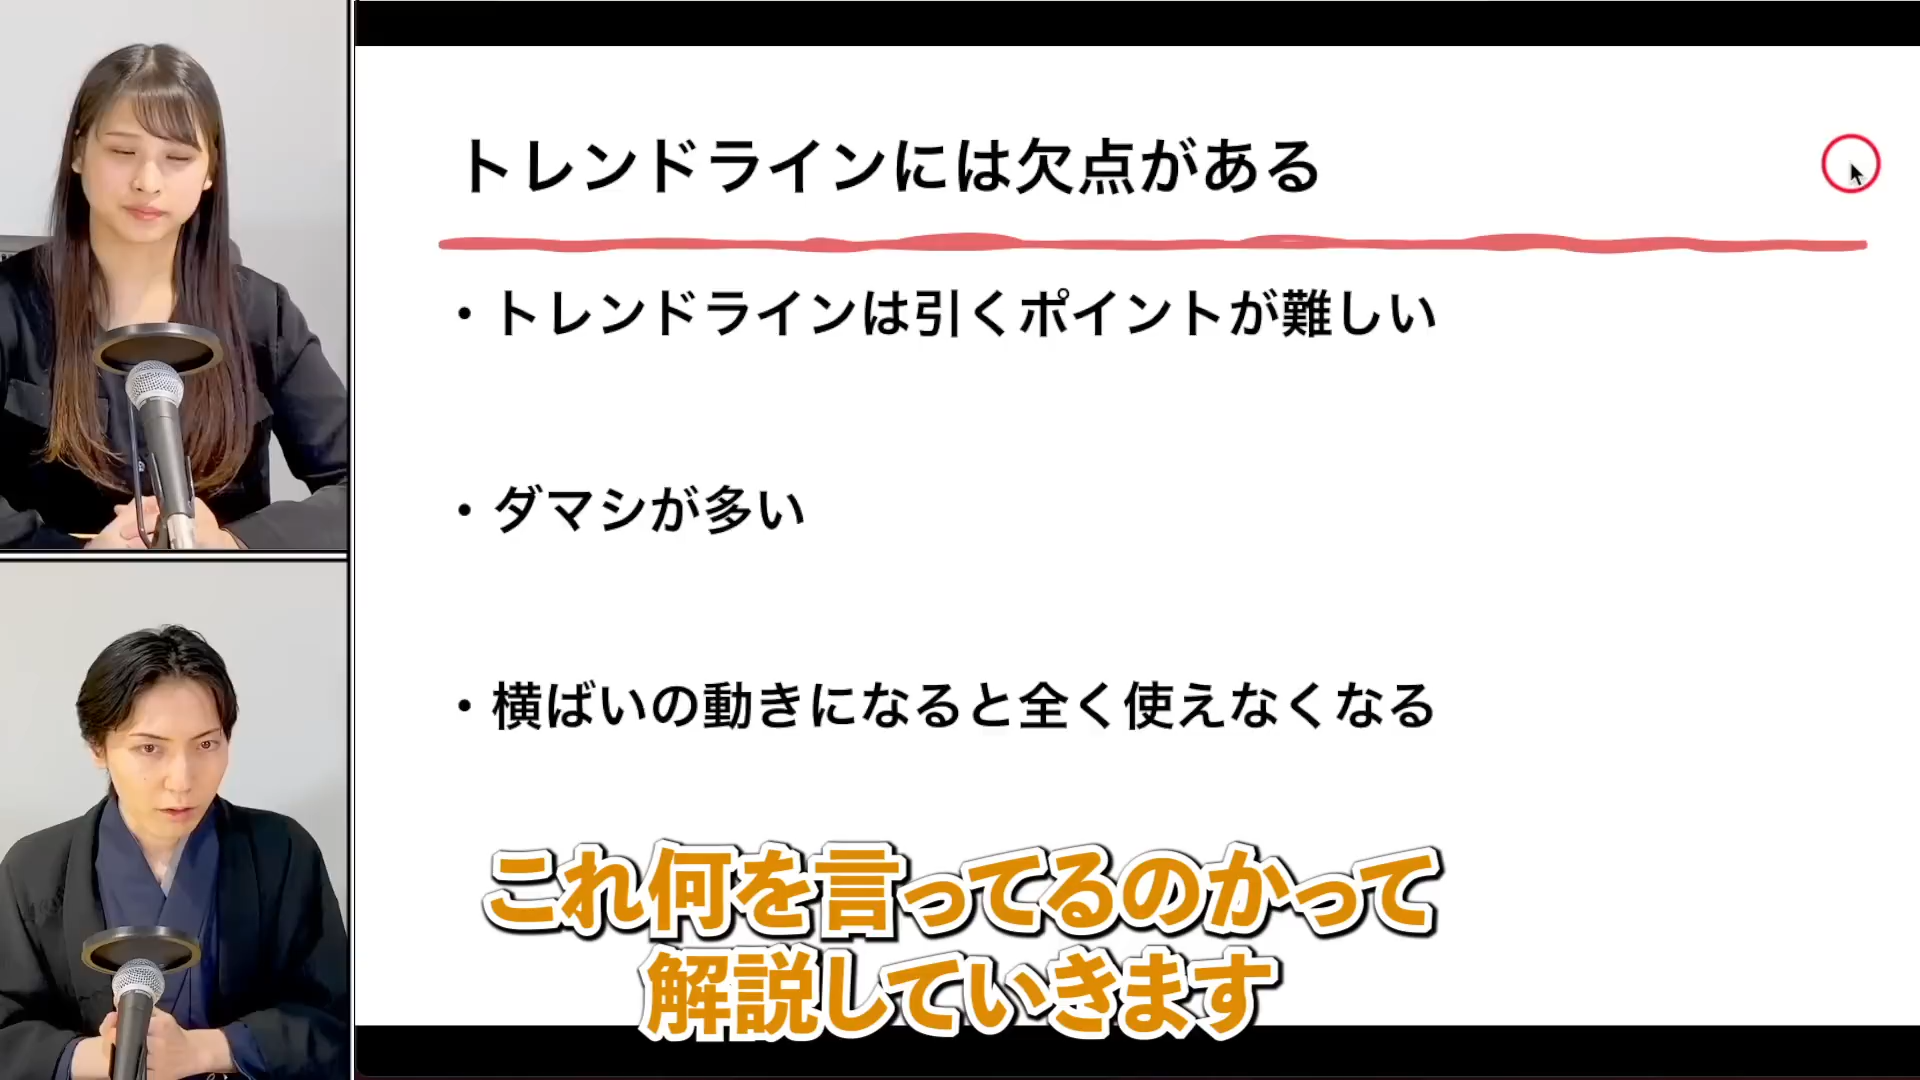 トレンドラインには欠点がある
・トレンドラインは引くポイントが難しい
・ダマシが多い
・横ばいの動きになると全く使えなくなる
これ何を言ってるのかって
解説していきます